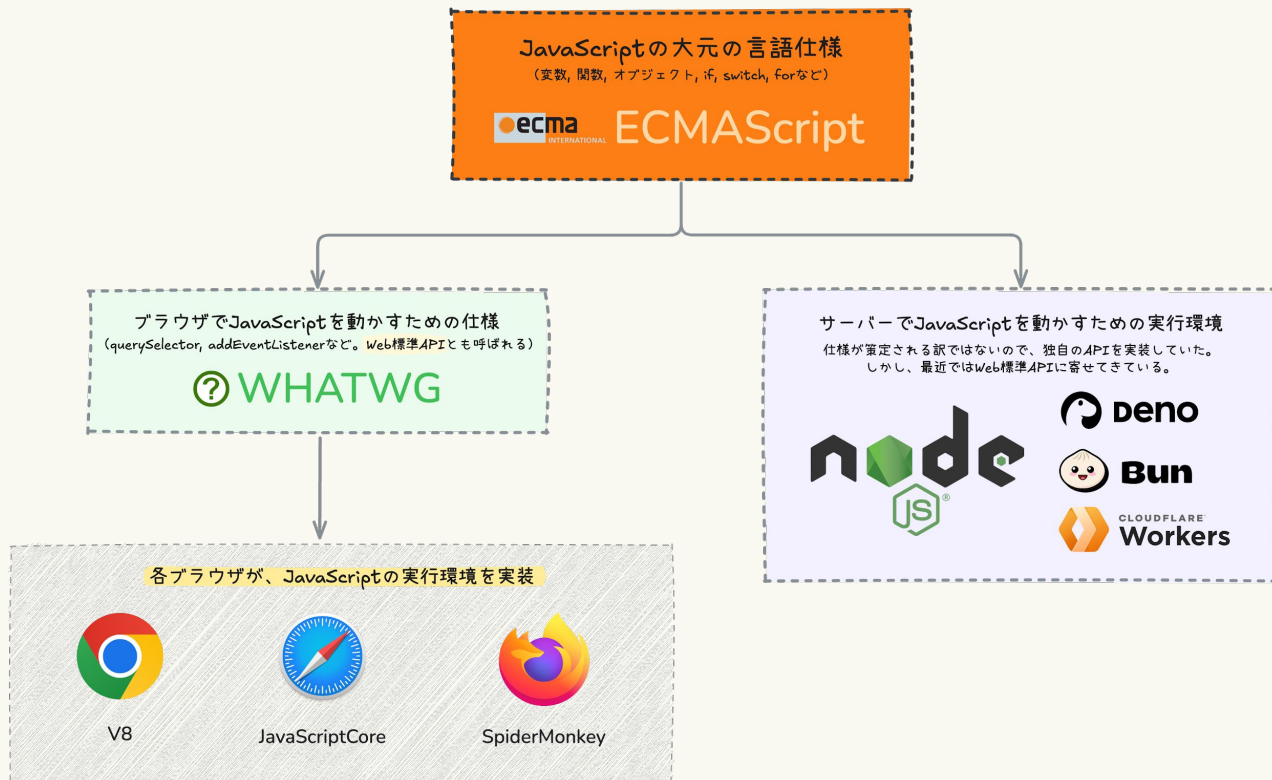 JavaScriptの大元の言語仕様
(変数, 関数, オブジェクト, if, switch, forなど)
ecma
INTERNATIONAL
ECMAScript
ブラウザでJavaScriptを動かすための仕様
(querySelector, addEventListenerなど。Web標準APIとも呼ばれる)
? WHATWG
サーバーでJavaScriptを動かすための実行環境
仕様が策定される訳ではないので、独自のAPIを実装していた。
しかし、最近ではWeb標準APIに寄せてきている。
node
JS®
DENO
Bun
CLOUDFLARE
Workers
各ブラウザが、JavaScriptの実行環境を実装
V8
JavaScriptCore
SpiderMonkey